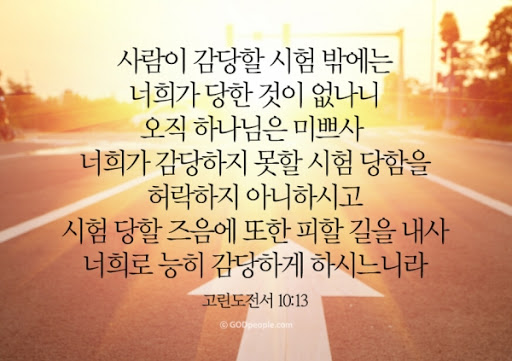 사람이 감당할 시험 밖에는
너희가 당한 것이 없나니
오직 하나님은 미쁘사
너희가 감당하지 못할 시험 당함을
허락하지 아니하시고
시험 당할 즈음에 또한 피할 길을 내사
너희로 능히 감당하게 하시느니라
고린도전서 10:13
© GODpeople.com